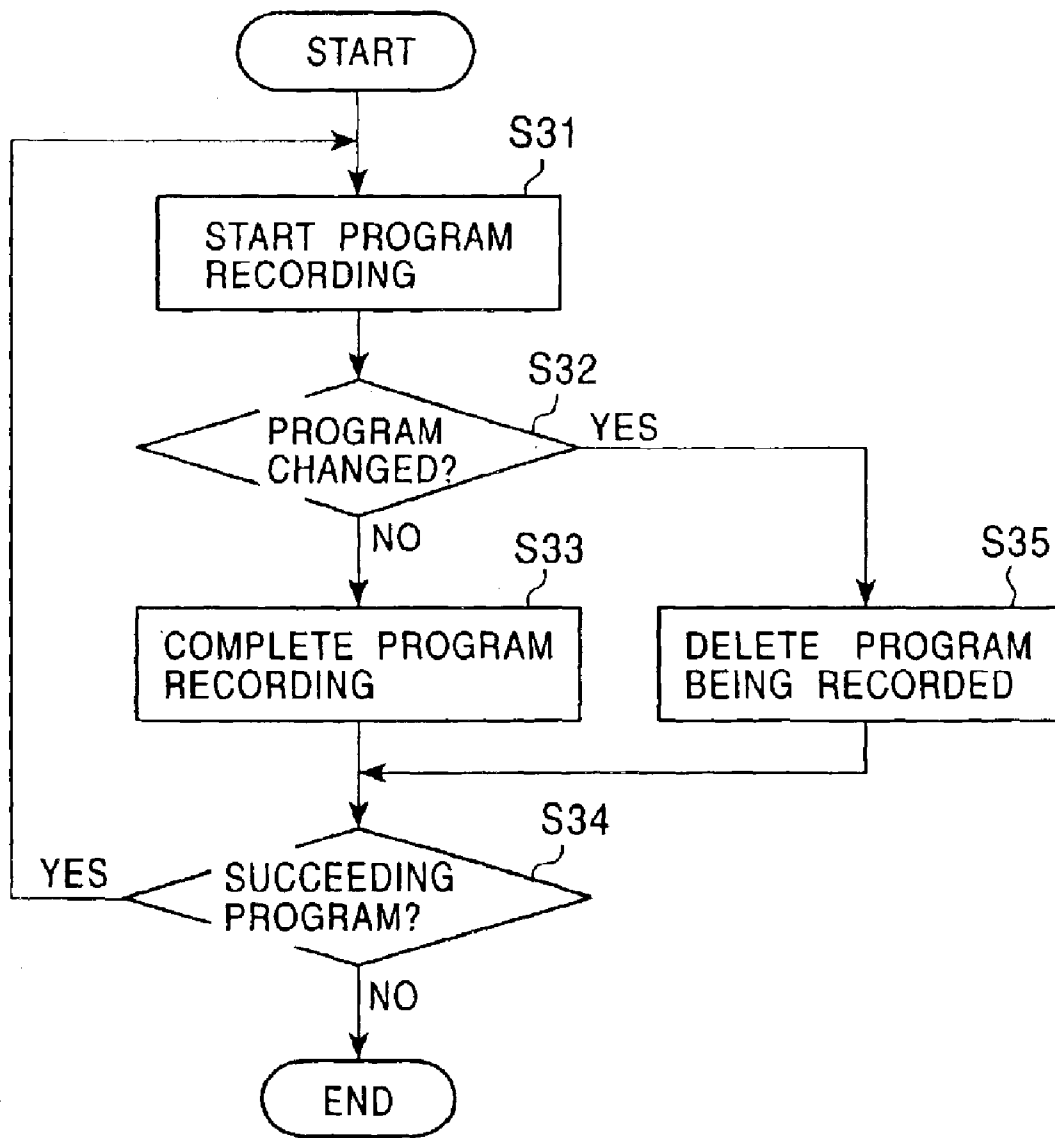 START
S31
START PROGRAM
RECORDING
S32
PROGRAM
CHANGED?
YES
NO
S33
COMPLETE PROGRAM
RECORDING
S35
DELETE PROGRAM
BEING RECORDED
S34
SUCCEEDING
PROGRAM?
YES
NO
END